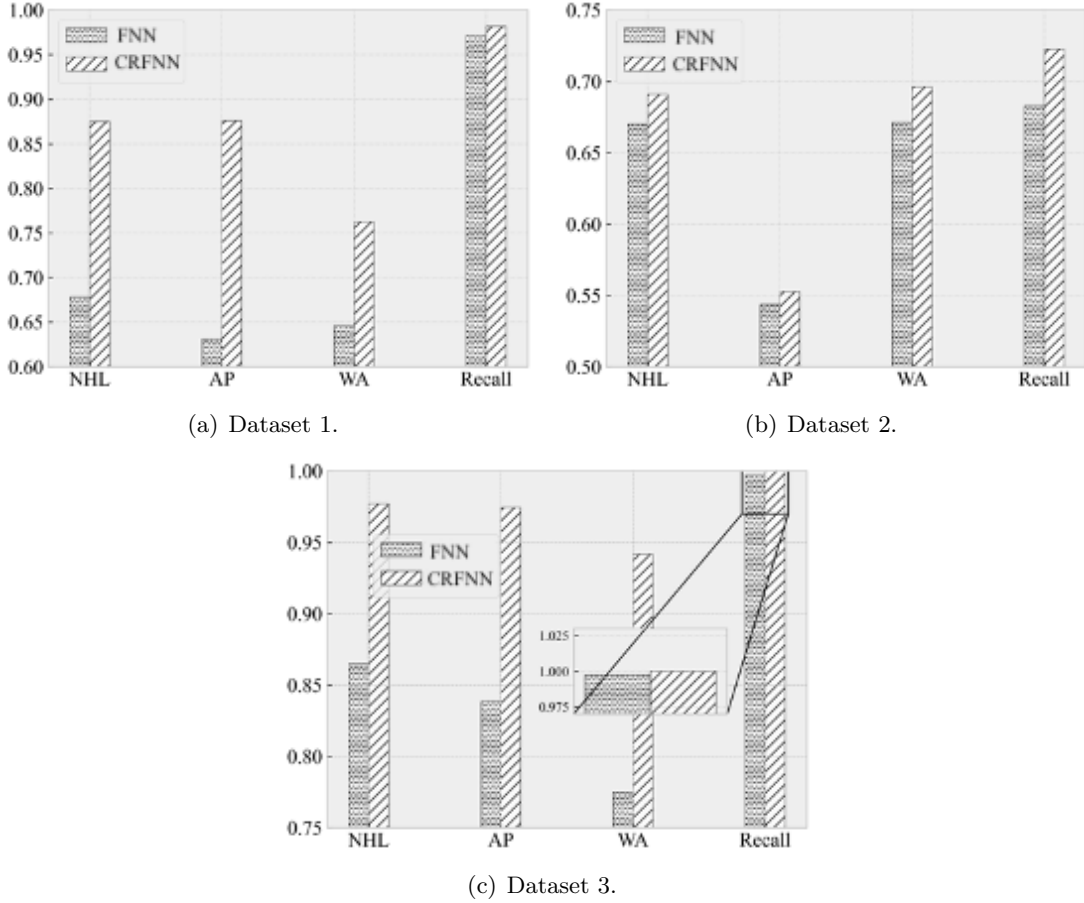 1.00
0.95
0.90
0.85
0.80
0.75
0.70
0.65
0.60
FNN
CRFNN
NHL AP WA Recall
(a) Dataset 1.
0.75
0.70
0.65
0.60
0.55
0.50
FNN
CRFNN
NHL AP WA Recall
(b) Dataset 2.
1.00
0.95
0.90
0.85
0.80
0.75
FNN
CRFNN
1.025
1.000
0.975
NHL AP WA Recall
(c) Dataset 3.